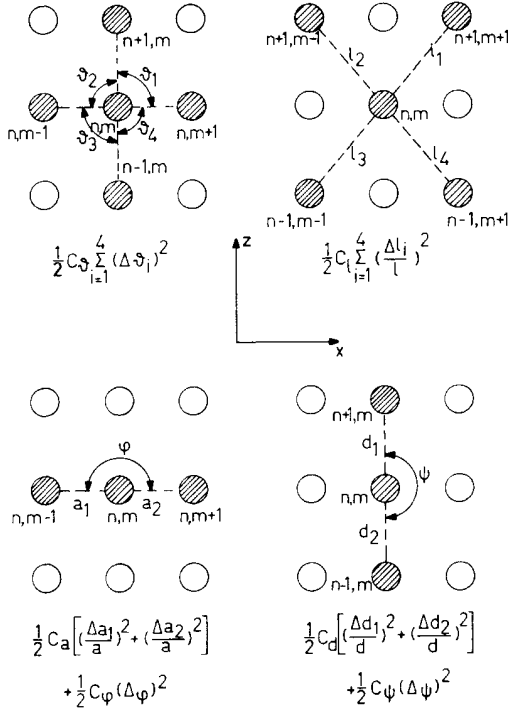 n+1,m
ϑ2 ϑ1
n,m-1 n,m n,m+1
ϑ3 ϑ4
n-1,m
½ Cϑ Σ_{i=1}^{4} (Δϑi)²
n+1,m-1 n+1,m+1
l2 l1
n,m
l3 l4
n-1,m-1 n-1,m+1
½ Cl Σ_{i=1}^{4} (Δli/l)²
z
x
φ
a1 a2
n,m-1 n,m n,m+1
½ Ca[(Δa1/a)² + (Δa2/a)²]
+½ Cφ(Δφ)²
n+1,m
d1
n,m ψ
d2
n-1,m
½ Cd[(Δd1/d)² + (Δd2/d)²]
+½ Cψ(Δψ)²